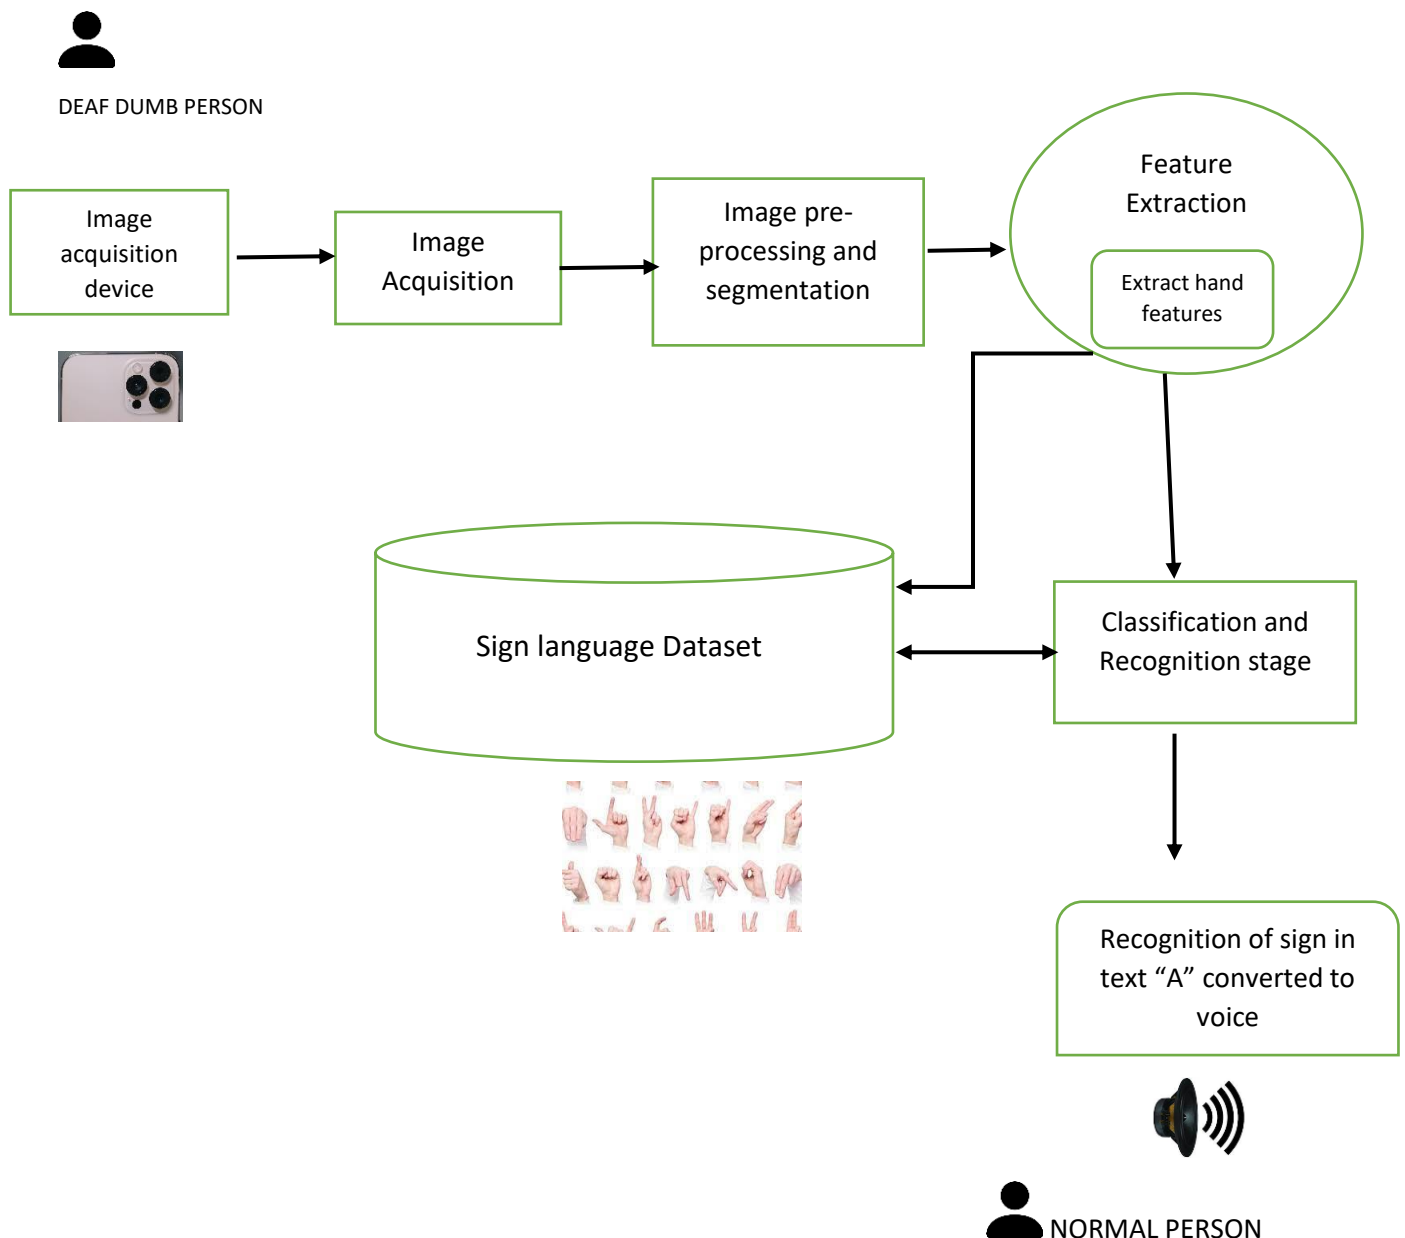 DEAF DUMB PERSON
Image
acquisition
device
Image
Acquisition
Image pre-
processing and
segmentation
Feature
Extraction
Extract hand
features
Sign language Dataset
Classification and
Recognition stage
Recognition of sign in
text “A” converted to
voice
NORMAL PERSON